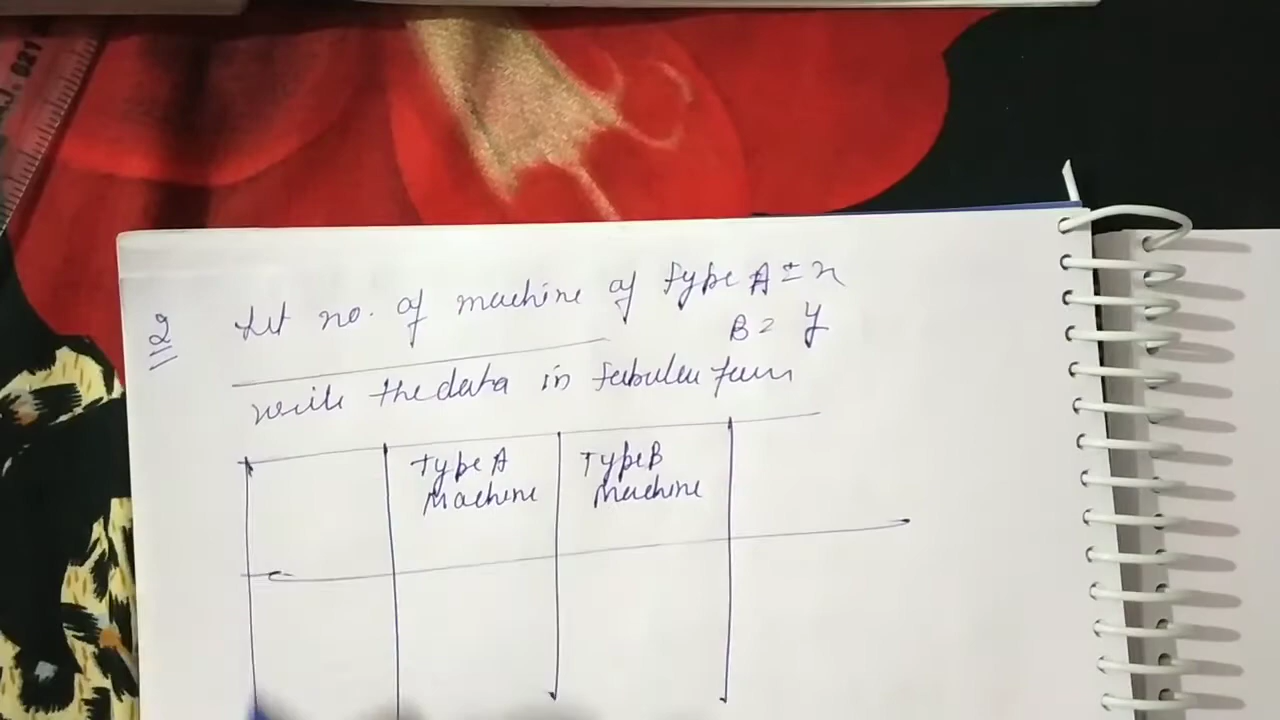 2
Let no. of machine of type A = x
B = y
write the data in tabular form
Type A
Machine
Type B
Machine